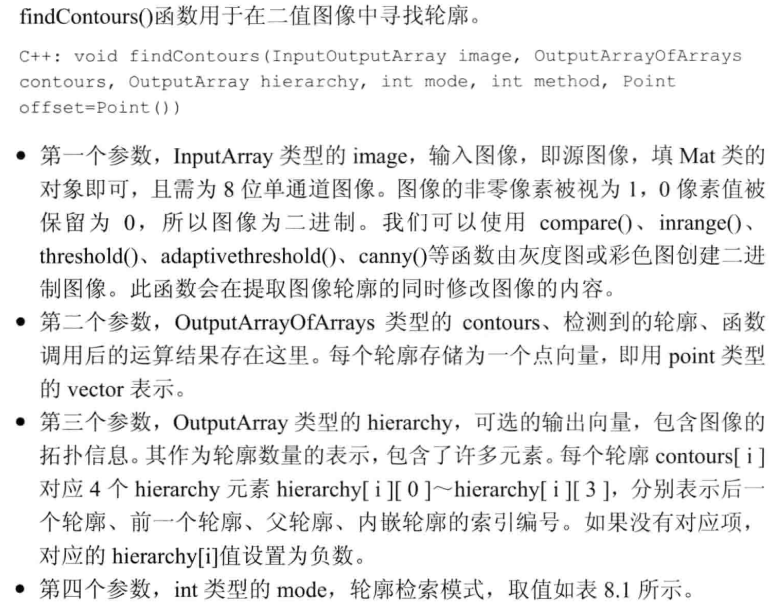 findContours()函数用于在二值图像中寻找轮廓。
C++: void findContours(InputOutputArray image, OutputArrayOfArrays
contours, OutputArray hierarchy, int mode, int method, Point
offset=Point())
● 第一个参数，InputArray 类型的 image，输入图像，即源图像，填 Mat 类的
对象即可，且需为 8 位单通道图像。图像的非零像素被视为 1，0 像素值被
保留为 0，所以图像为二进制。我们可以使用 compare()、inrange()、
threshold()、adaptivethreshold()、canny()等函数由灰度图或彩色图创建二进
制图像。此函数会在提取图像轮廓的同时修改图像的内容。
● 第二个参数，OutputArrayOfArrays 类型的 contours、检测到的轮廓、函数
调用后的运算结果存在这里。每个轮廓存储为一个点向量，即用 point 类型
的 vector 表示。
● 第三个参数，OutputArray 类型的 hierarchy，可选的输出向量，包含图像的
拓扑信息。其作为轮廓数量的表示，包含了许多元素。每个轮廓 contours[ i ]
对应 4 个 hierarchy 元素 hierarchy[ i ][ 0 ]～hierarchy[ i ][ 3 ]，分别表示后一
个轮廓、前一个轮廓、父轮廓、内嵌轮廓的索引编号。如果没有对应项，
对应的 hierarchy[i]值设置为负数。
● 第四个参数，int 类型的 mode，轮廓检索模式，取值如表 8.1 所示。